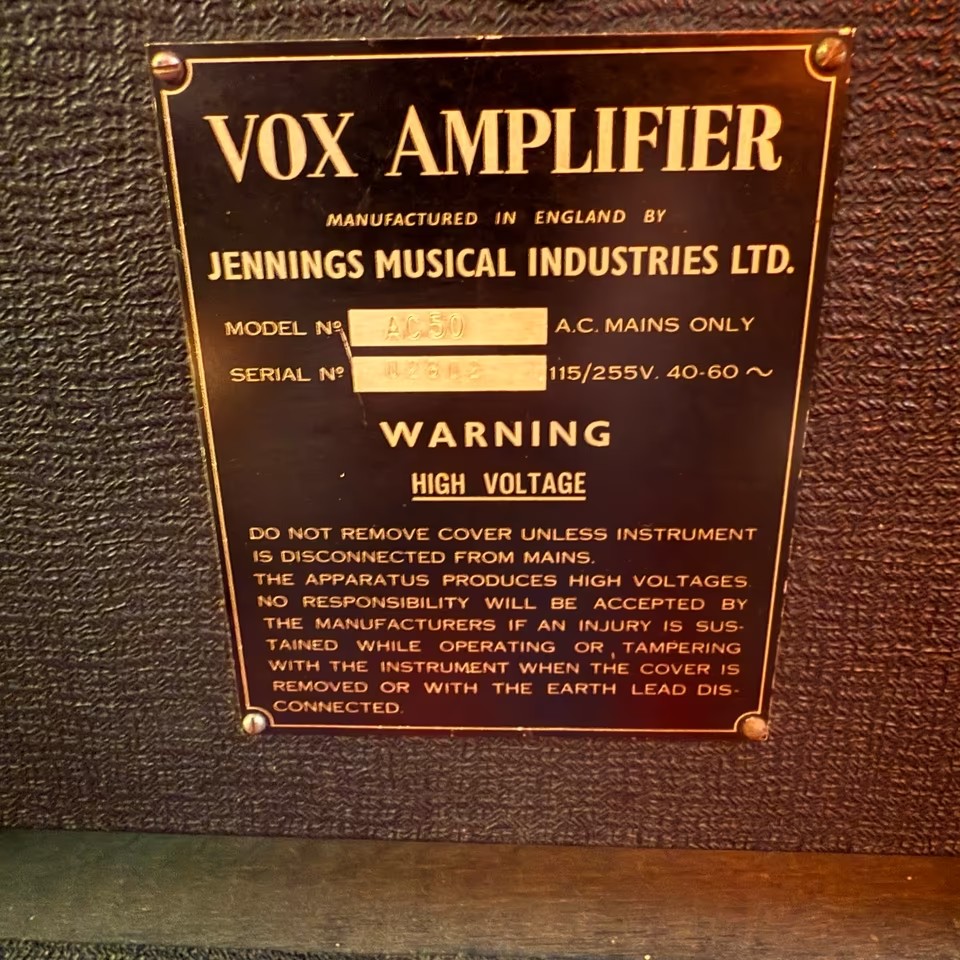 VOX AMPLIFIER
MANUFACTURED IN ENGLAND BY
JENNINGS MUSICAL INDUSTRIES LTD.
MODEL Nº AC50 A.C. MAINS ONLY
SERIAL Nº 115/255V. 40-60 ~
WARNING
HIGH VOLTAGE
DO NOT REMOVE COVER UNLESS INSTRUMENT
IS DISCONNECTED FROM MAINS.
THE APPARATUS PRODUCES HIGH VOLTAGES
NO RESPONSIBILITY WILL BE ACCEPTED BY
THE MANUFACTURERS IF AN INJURY IS SUS-
TAINED WHILE OPERATING OR, TAMPERING
WITH THE INSTRUMENT WHEN THE COVER IS
REMOVED OR WITH THE EARTH LEAD DIS-
CONNECTED.